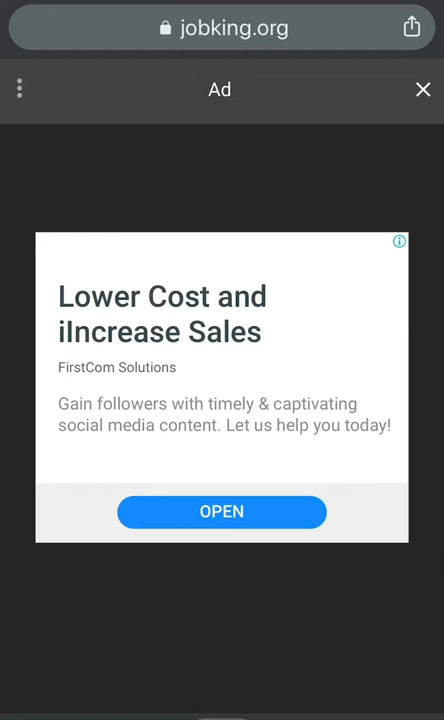 jobking.org
Ad
Lower Cost and
iIncrease Sales
FirstCom Solutions
Gain followers with timely & captivating
social media content. Let us help you today!
OPEN